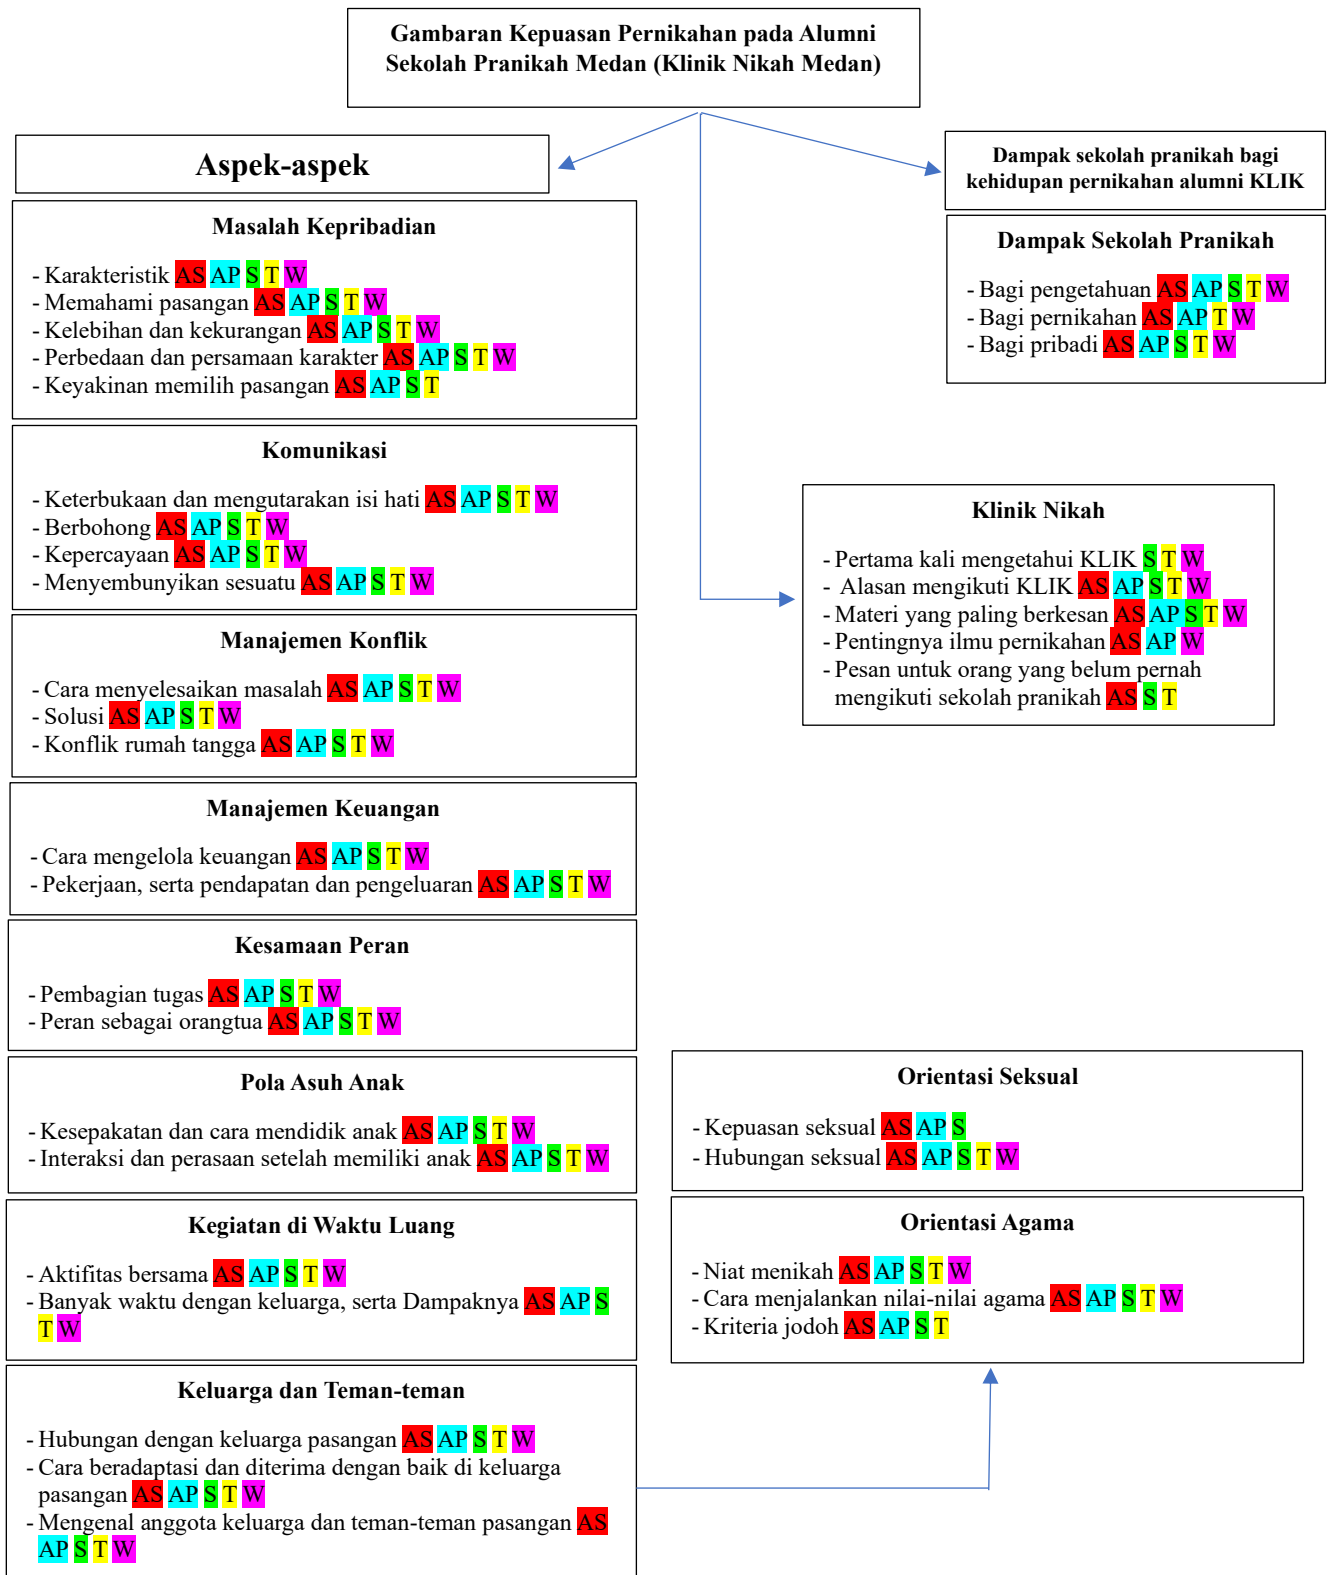 Gambaran Kepuasan Pernikahan pada Alumni
Sekolah Pranikah Medan (Klinik Nikah Medan)
Aspek-aspek
Masalah Kepribadian
- Karakteristik AS AP S T W
- Memahami pasangan AS AP S T W
- Kelebihan dan kekurangan AS AP S T W
- Perbedaan dan persamaan karakter AS AP S T W
- Keyakinan memilih pasangan AS AP S T
Komunikasi
- Keterbukaan dan mengutarakan isi hati AS AP S T W
- Berbohong AS AP S T W
- Kepercayaan AS AP S T W
- Menyembunyikan sesuatu AS AP S T W
Manajemen Konflik
- Cara menyelesaikan masalah AS AP S T W
- Solusi AS AP S T W
- Konflik rumah tangga AS AP S T W
Manajemen Keuangan
- Cara mengelola keuangan AS AP S T W
- Pekerjaan, serta pendapatan dan pengeluaran AS AP S T W
Kesamaan Peran
- Pembagian tugas AS AP S T W
- Peran sebagai orangtua AS AP S T W
Pola Asuh Anak
- Kesepakatan dan cara mendidik anak AS AP S T W
- Interaksi dan perasaan setelah memiliki anak AS AP S T W
Kegiatan di Waktu Luang
- Aktifitas bersama AS AP S T W
- Banyak waktu dengan keluarga, serta Dampaknya AS AP S
T W
Keluarga dan Teman-teman
- Hubungan dengan keluarga pasangan AS AP S T W
- Cara beradaptasi dan diterima dengan baik di keluarga
pasangan AS AP S T W
- Mengenal anggota keluarga dan teman-teman pasangan AS
AP S T W
Dampak sekolah pranikah bagi
kehidupan pernikahan alumni KLIK
Dampak Sekolah Pranikah
- Bagi pengetahuan AS AP S T W
- Bagi pernikahan AS AP T W
- Bagi pribadi AS AP S T W
Klinik Nikah
- Pertama kali mengetahui KLIK S T W
- Alasan mengikuti KLIK AS AP S T W
- Materi yang paling berkesan AS AP S T W
- Pentingnya ilmu pernikahan AS AP W
- Pesan untuk orang yang belum pernah
mengikuti sekolah pranikah AS S T
Orientasi Seksual
- Kepuasan seksual AS AP S
- Hubungan seksual AS AP S T W
Orientasi Agama
- Niat menikah AS AP S T W
- Cara menjalankan nilai-nilai agama AS AP S T W
- Kriteria jodoh AS AP S T